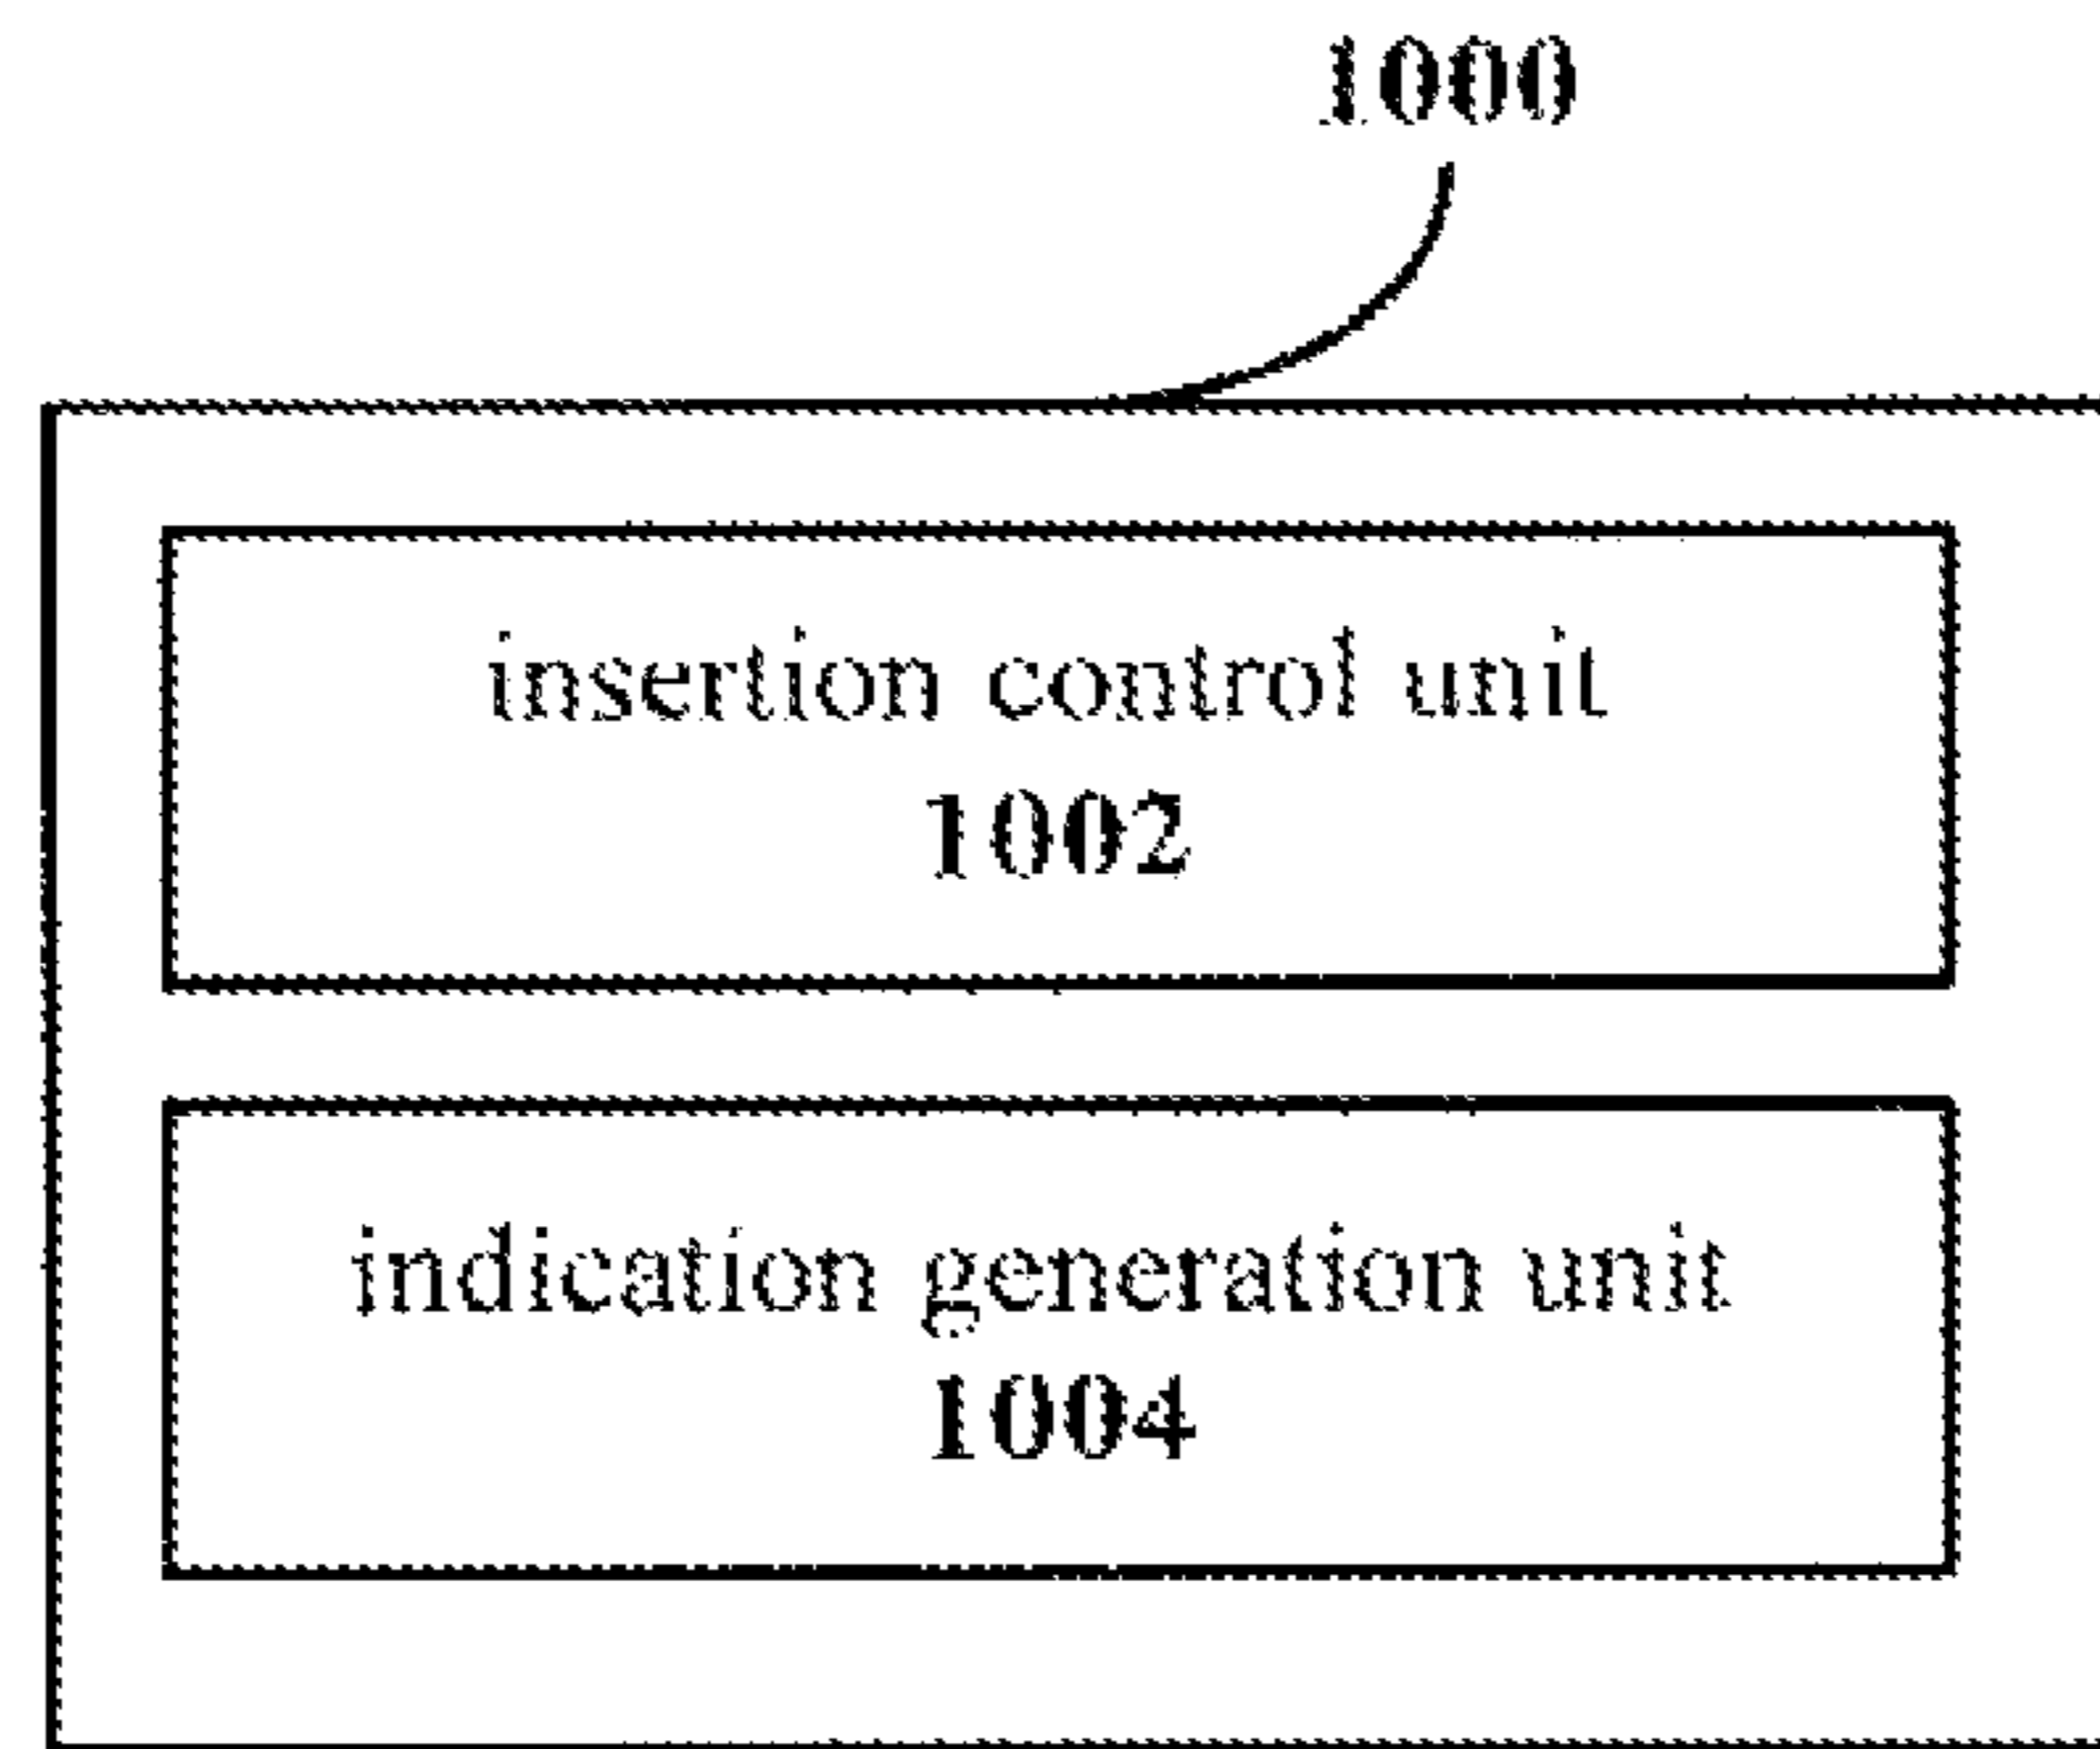 1000
insertion control unit
1002
indication generation unit
1004